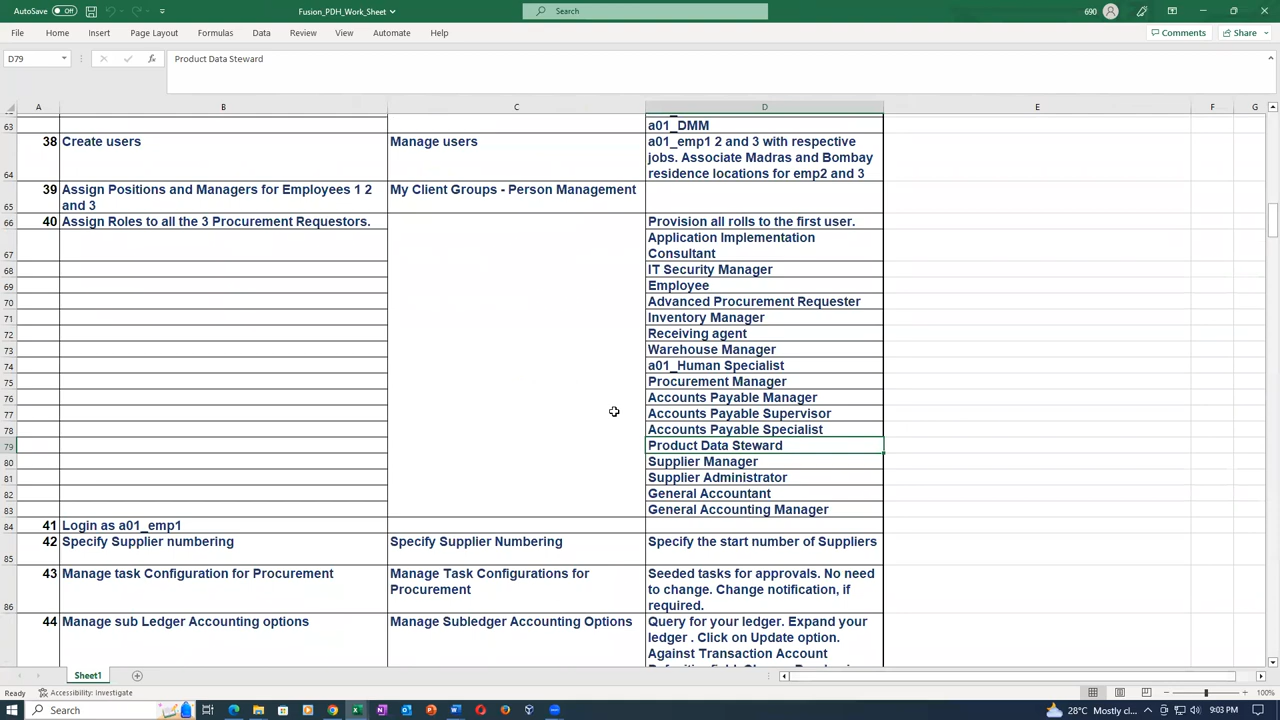 AutoSave Off Fusion_PDH_Work_Sheet Search 690
File Home Insert Page Layout Formulas Data Review View Automate Help Comments Share
D79 fx Product Data Steward
A B C D E F G
63 a01_DMM
38 Create users Manage users a01_emp1 2 and 3 with respective
jobs. Associate Madras and Bombay
64 residence locations for emp2 and 3
39 Assign Positions and Managers for Employees 1 2 My Client Groups - Person Management
65 and 3
66 40 Assign Roles to all the 3 Procurement Requestors. Provision all rolls to the first user.
Application Implementation
67 Consultant
68 IT Security Manager
69 Employee
70 Advanced Procurement Requester
71 Inventory Manager
72 Receiving agent
73 Warehouse Manager
74 a01_Human Specialist
75 Procurement Manager
76 Accounts Payable Manager
77 Accounts Payable Supervisor
78 Accounts Payable Specialist
79 Product Data Steward
80 Supplier Manager
81 Supplier Administrator
82 General Accountant
83 General Accounting Manager
84 41 Login as a01_emp1
85 42 Specify Supplier numbering Specify Supplier Numbering Specify the start number of Suppliers
43 Manage task Configuration for Procurement Manage Task Configurations for Seeded tasks for approvals. No need
Procurement to change. Change notification, if
86 required.
44 Manage sub Ledger Accounting options Manage Subledger Accounting Options Query for your ledger. Expand your
ledger . Click on Update option.
Against Transaction Account
Sheet1
Ready Accessibility: Investigate 100%
Search 28°C Mostly cl... ENG 9:03 PM